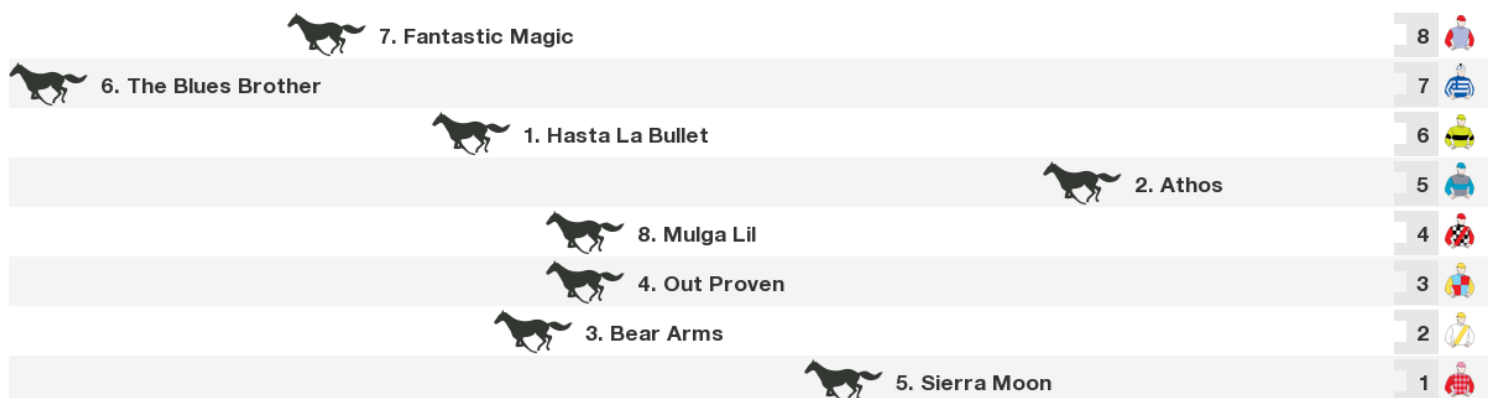 7. Fantastic Magic 8
6. The Blues Brother 7
1. Hasta La Bullet 6
2. Athos 5
8. Mulga Lil 4
4. Out Proven 3
3. Bear Arms 2
5. Sierra Moon 1